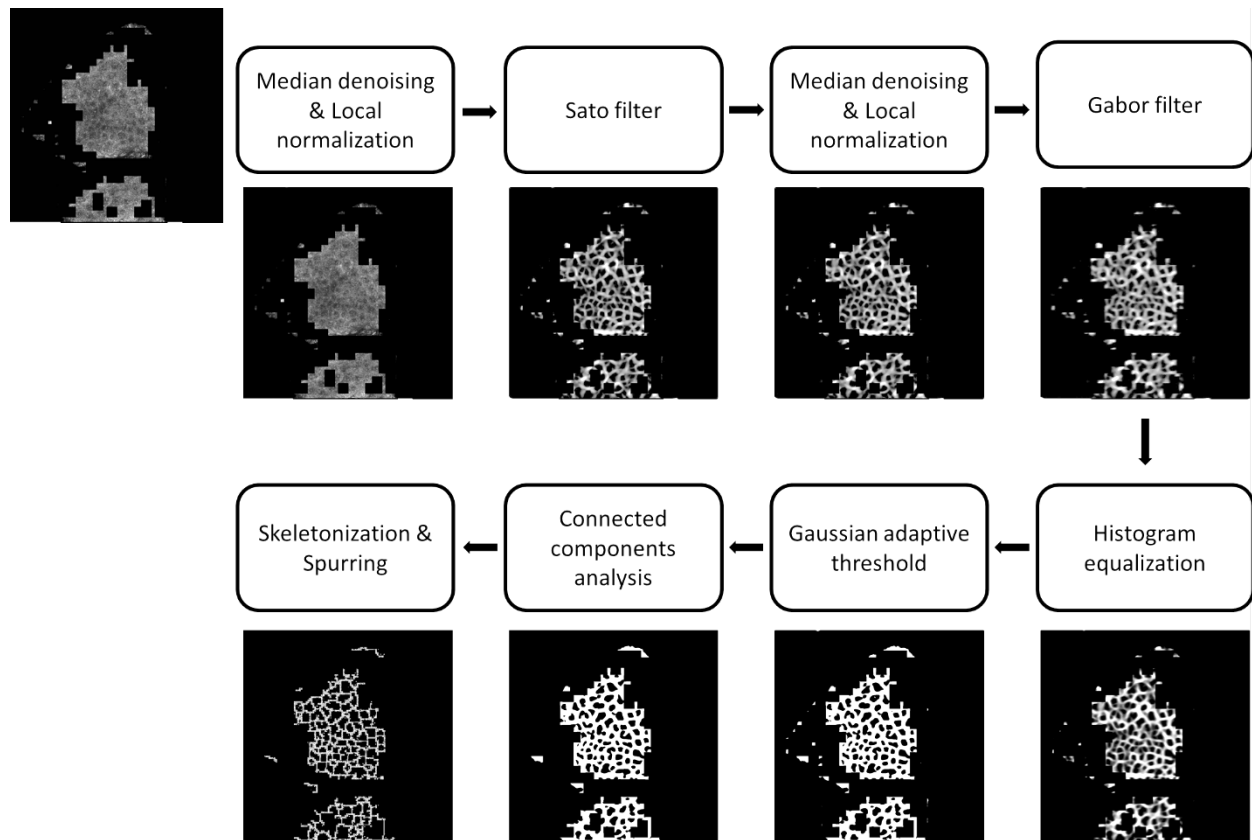 Median denoising
& Local
normalization
Sato filter
Median denoising
& Local
normalization
Gabor filter
Histogram
equalization
Gaussian adaptive
threshold
Connected
components
analysis
Skeletonization &
Spurring